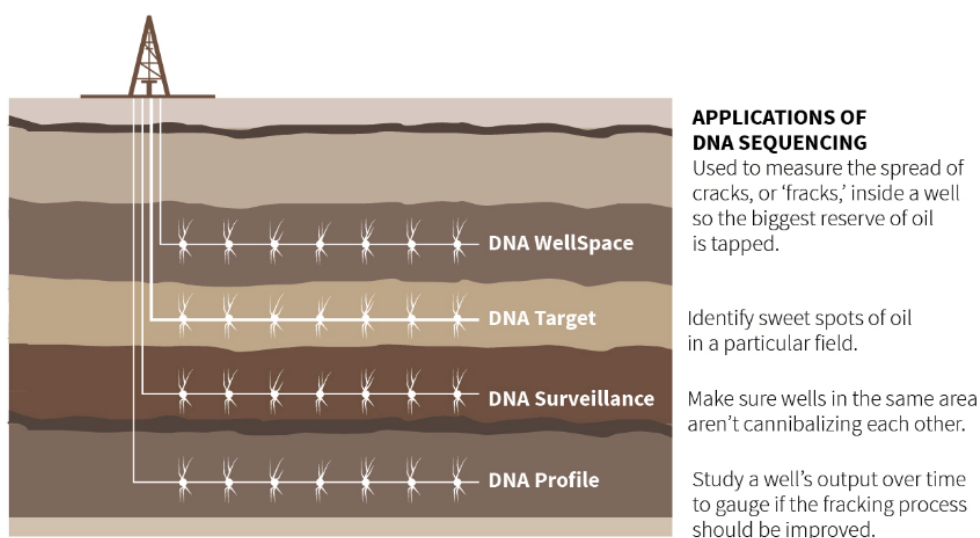 APPLICATIONS OF
DNA SEQUENCING
Used to measure the spread of
cracks, or ‘fracks,’ inside a well
so the biggest reserve of oil
is tapped.
DNA WellSpace
DNA Target
Identify sweet spots of oil
in a particular field.
DNA Surveillance
Make sure wells in the same area
aren’t cannibalizing each other.
DNA Profile
Study a well’s output over time
to gauge if the fracking process
should be improved.